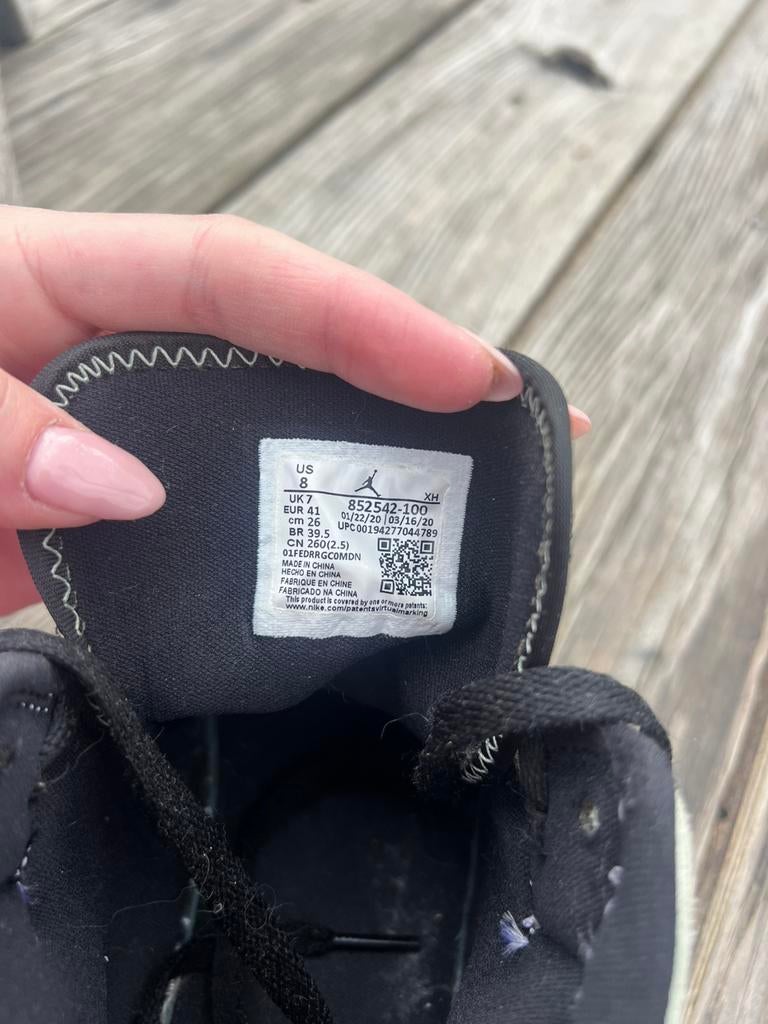 US
8
XH
UK 7
852542-100
EUR 41
01/22/20 03/16/20
cm 26
UPC00194277044789
BR 39.5
CN 260(2.5)
01FEDRRGC0MDN
MADE IN CHINA
HECHO EN CHINA
FABRIQUE EN CHINE
FABRICADO NA CHINA
This product is covered by one or more patents:
www.nike.com/patentsvirtualmarking